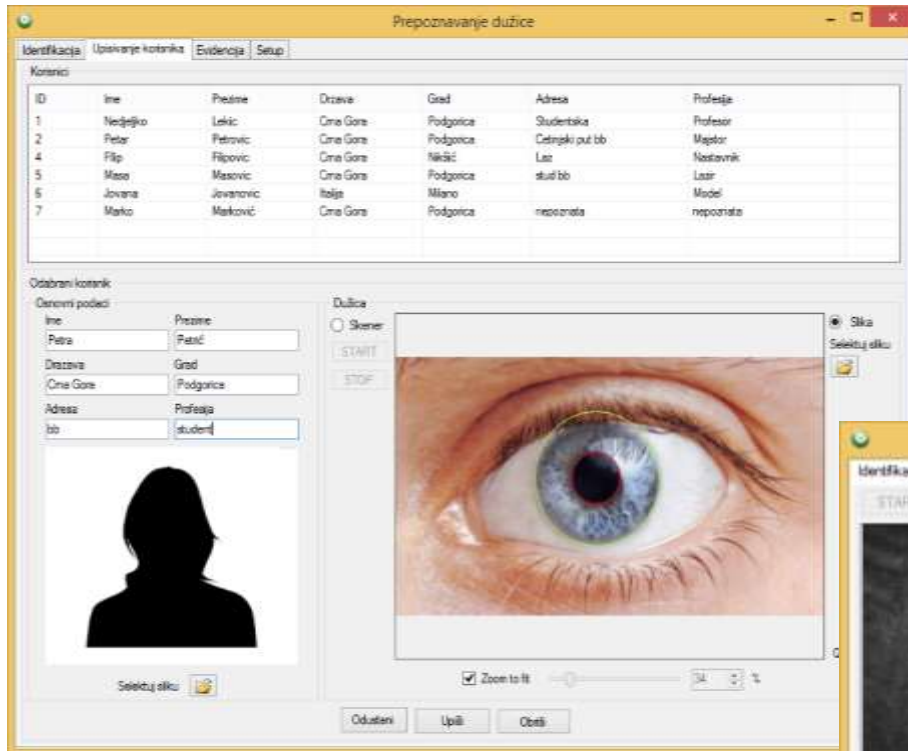 Prepoznavanje dužice
Identifikacija Upisivanje korisnika Evidencija Setup
Korisnici
ID Ime Prezime Drzava Grad Adresa Profesija
1 Nedjeljko Lekic Crna Gora Podgorica Studentska Profesor
2 Petar Petrovic Crna Gora Podgorica Cetinjski put bb Majstor
4 Filip Filipovic Crna Gora Nikšić Laz Nastavnik
5 Masa Masovic Crna Gora Podgorica stud bb
6 Jovana Jovanovic Italija Milano Model
7 Marko Marković Crna Gora Podgorica nepoznata nepoznata
Odabrani korisnik
Osnovni podaci
Ime Prezime
Petra Petrić
Drazava Grad
Crna Gora Podgorica
Adresa Profesija
bb student
Selektuj sliku
Dužica
Skener
START
STOP
Slika
Selektuj sliku
Zoom to fit 34 %
Odustani Upiši Obriši
Identifika
STAR